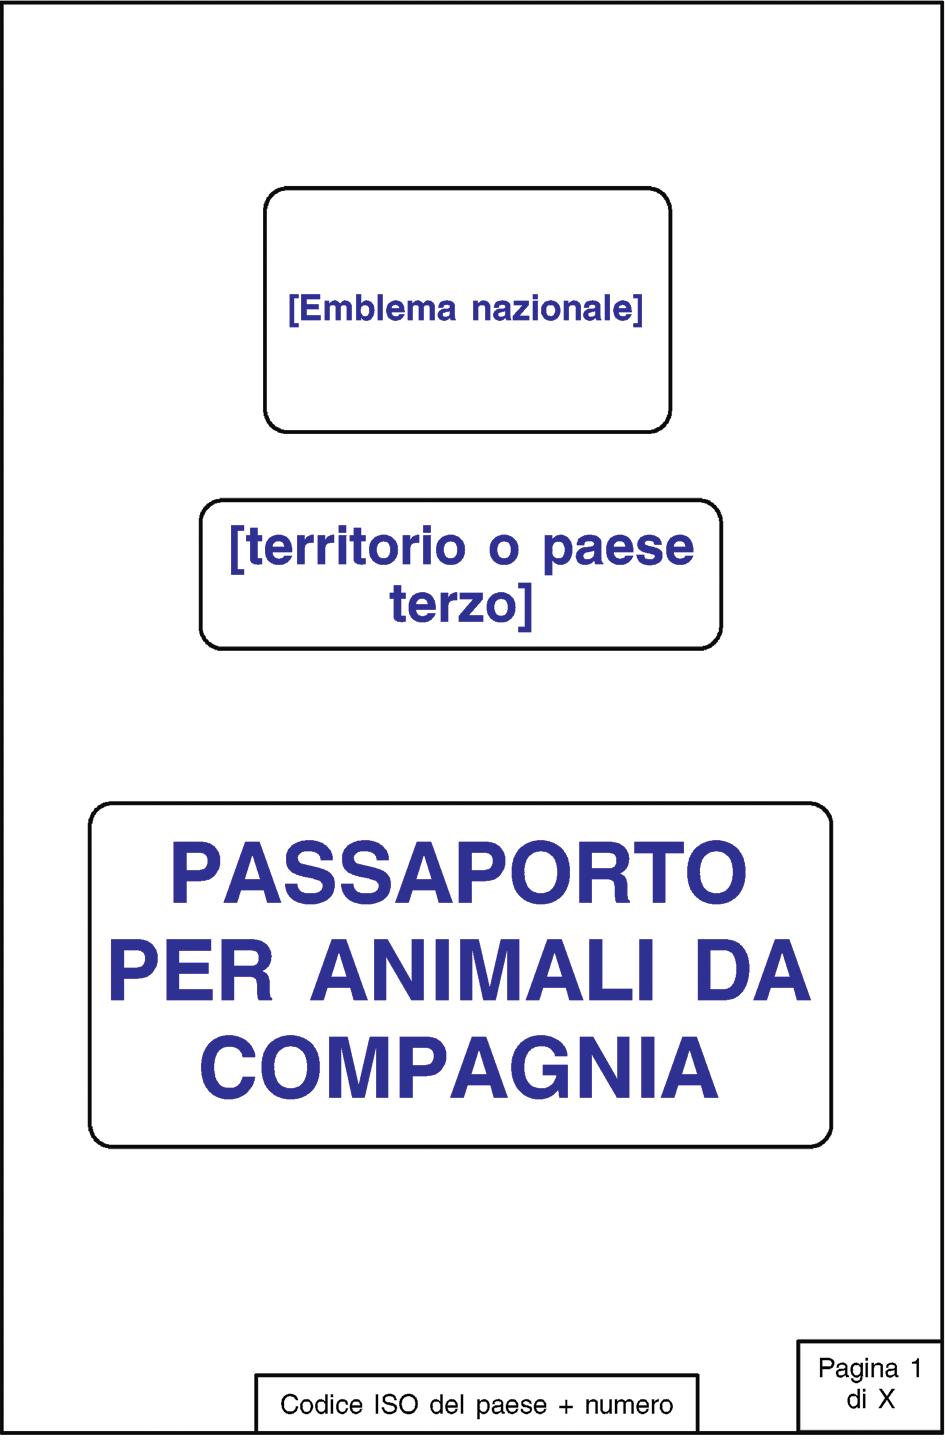 [Emblema nazionale]
[territorio o paese
terzo]
PASSAPORTO
PER ANIMALI DA
COMPAGNIA
Codice ISO del paese + numero
Pagina 1
di X